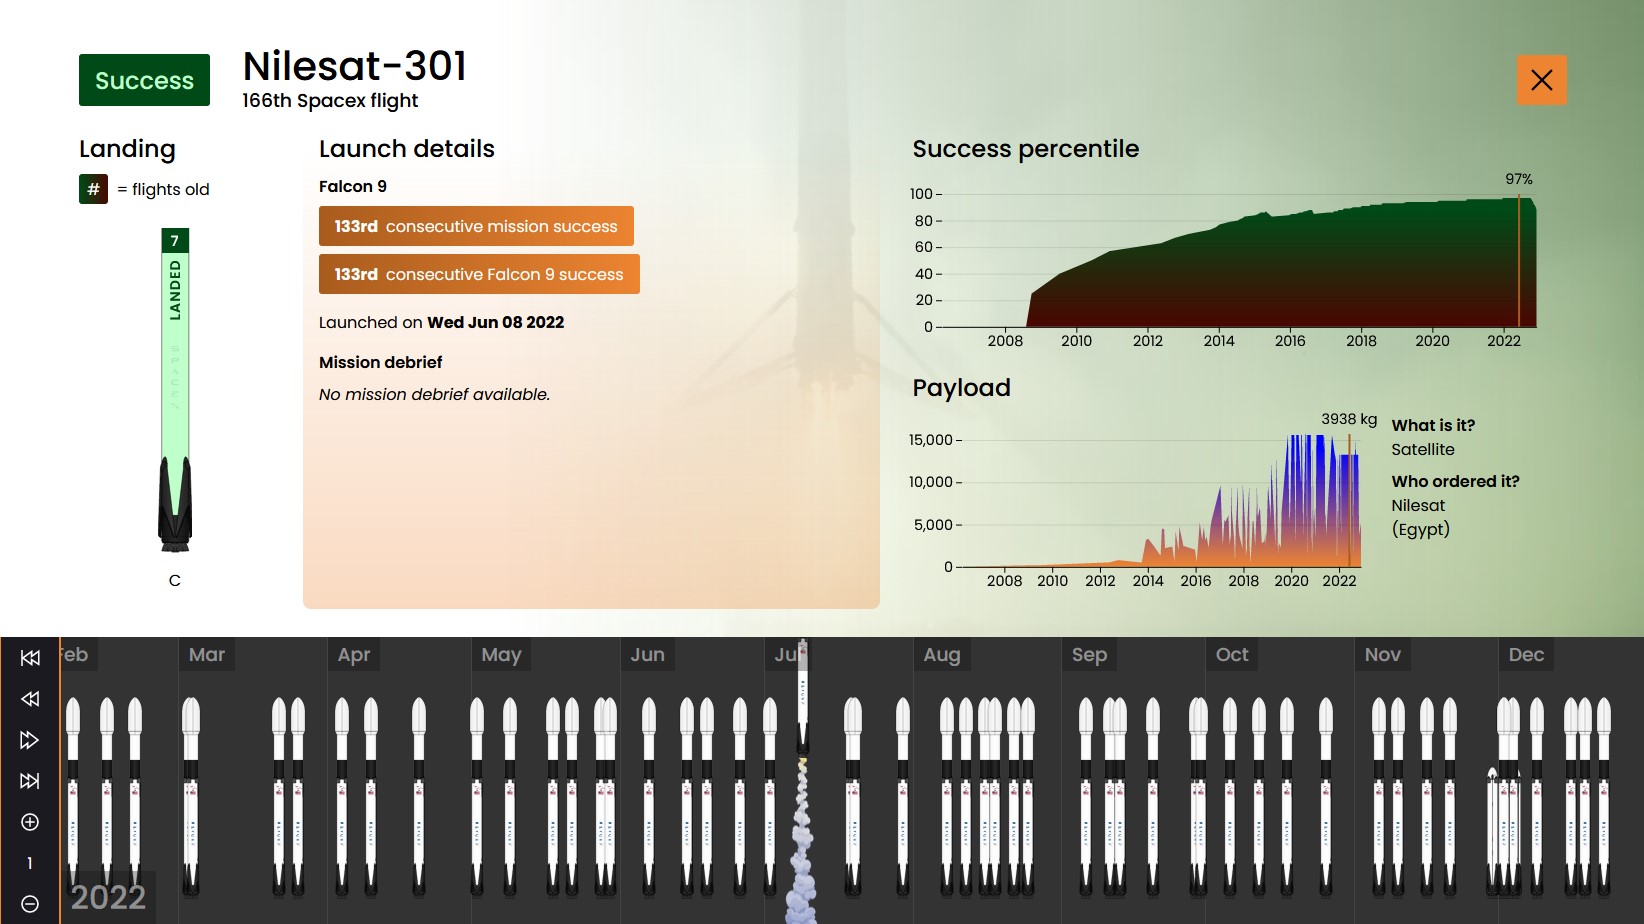 Success
Nilesat-301
166th Spacex flight
Landing
# = flights old
7
LANDED
C
Launch details
Falcon 9
133rd consecutive mission success
133rd consecutive Falcon 9 success
Launched on Wed Jun 08 2022
Mission debrief
No mission debrief available.
Success percentile
97%
100
80
60
40
20
0
2008 2010 2012 2014 2016 2018 2020 2022
Payload
3938 kg
15,000
10,000
5,000
0
2008 2010 2012 2014 2016 2018 2020 2022
What is it?
Satellite
Who ordered it?
Nilesat
(Egypt)
Feb Mar Apr May Jun Jul Aug Sep Oct Nov Dec
1
2022